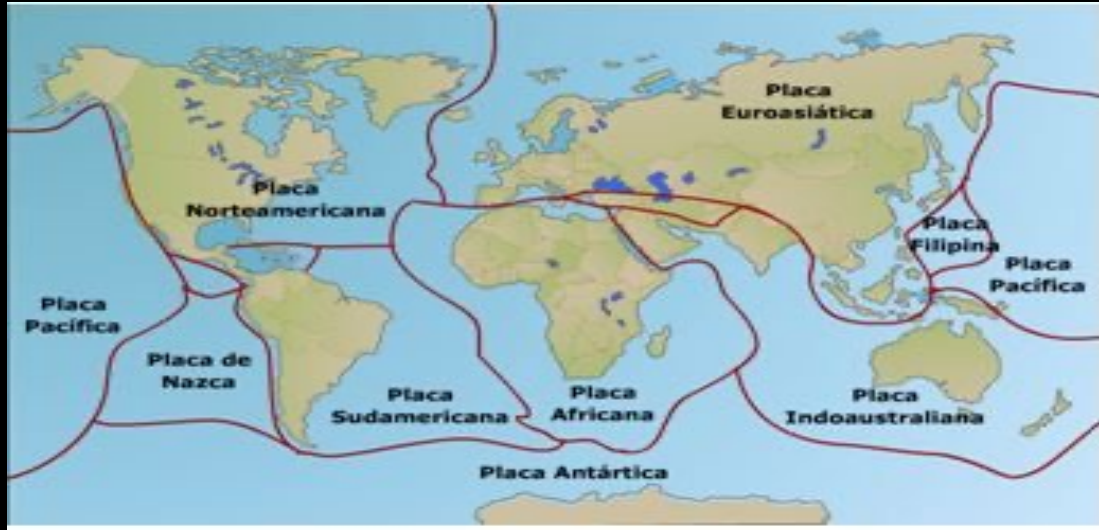 Placa
Euroasiática
Placa
Norteamericana
Placa
Filipina
Placa
Pacífica
Placa
Pacífica
Placa de
Nazca
Placa
Sudamericana
Placa
Africana
Placa
Indoaustraliana
Placa Antártica